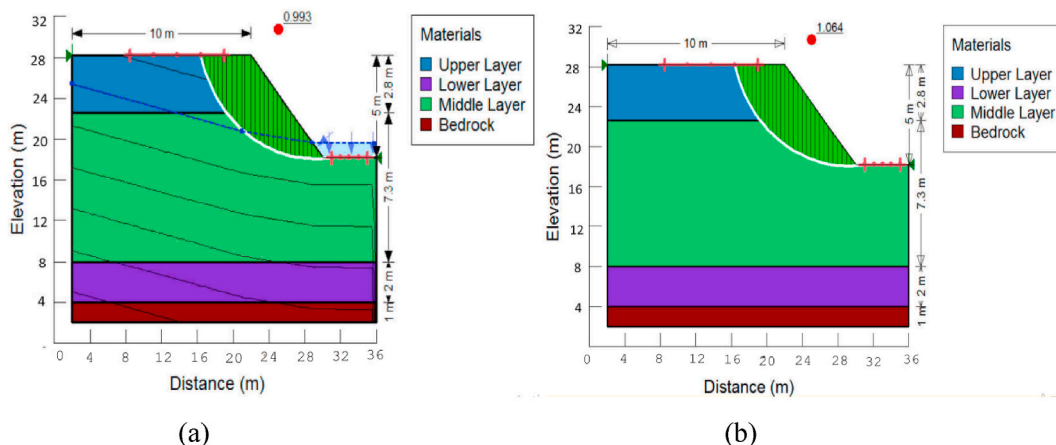 0.993
10 m
32
28
24
20
16
12
8
4
-
Elevation (m)
5 m
2.8 m
7.3 m
2 m
1 m
0 4 8 12 16 20 24 28 32 36
Distance (m)
Materials
Upper Layer
Lower Layer
Middle Layer
Bedrock
(a)
1.064
10 m
32
28
24
20
16
12
8
4
-
Elevation (m)
5 m
2.8 m
7.3 m
2 m
1 m
0 4 8 12 16 20 24 28 32 36
Distance (m)
Materials
Upper Layer
Lower Layer
Middle Layer
Bedrock
(b)